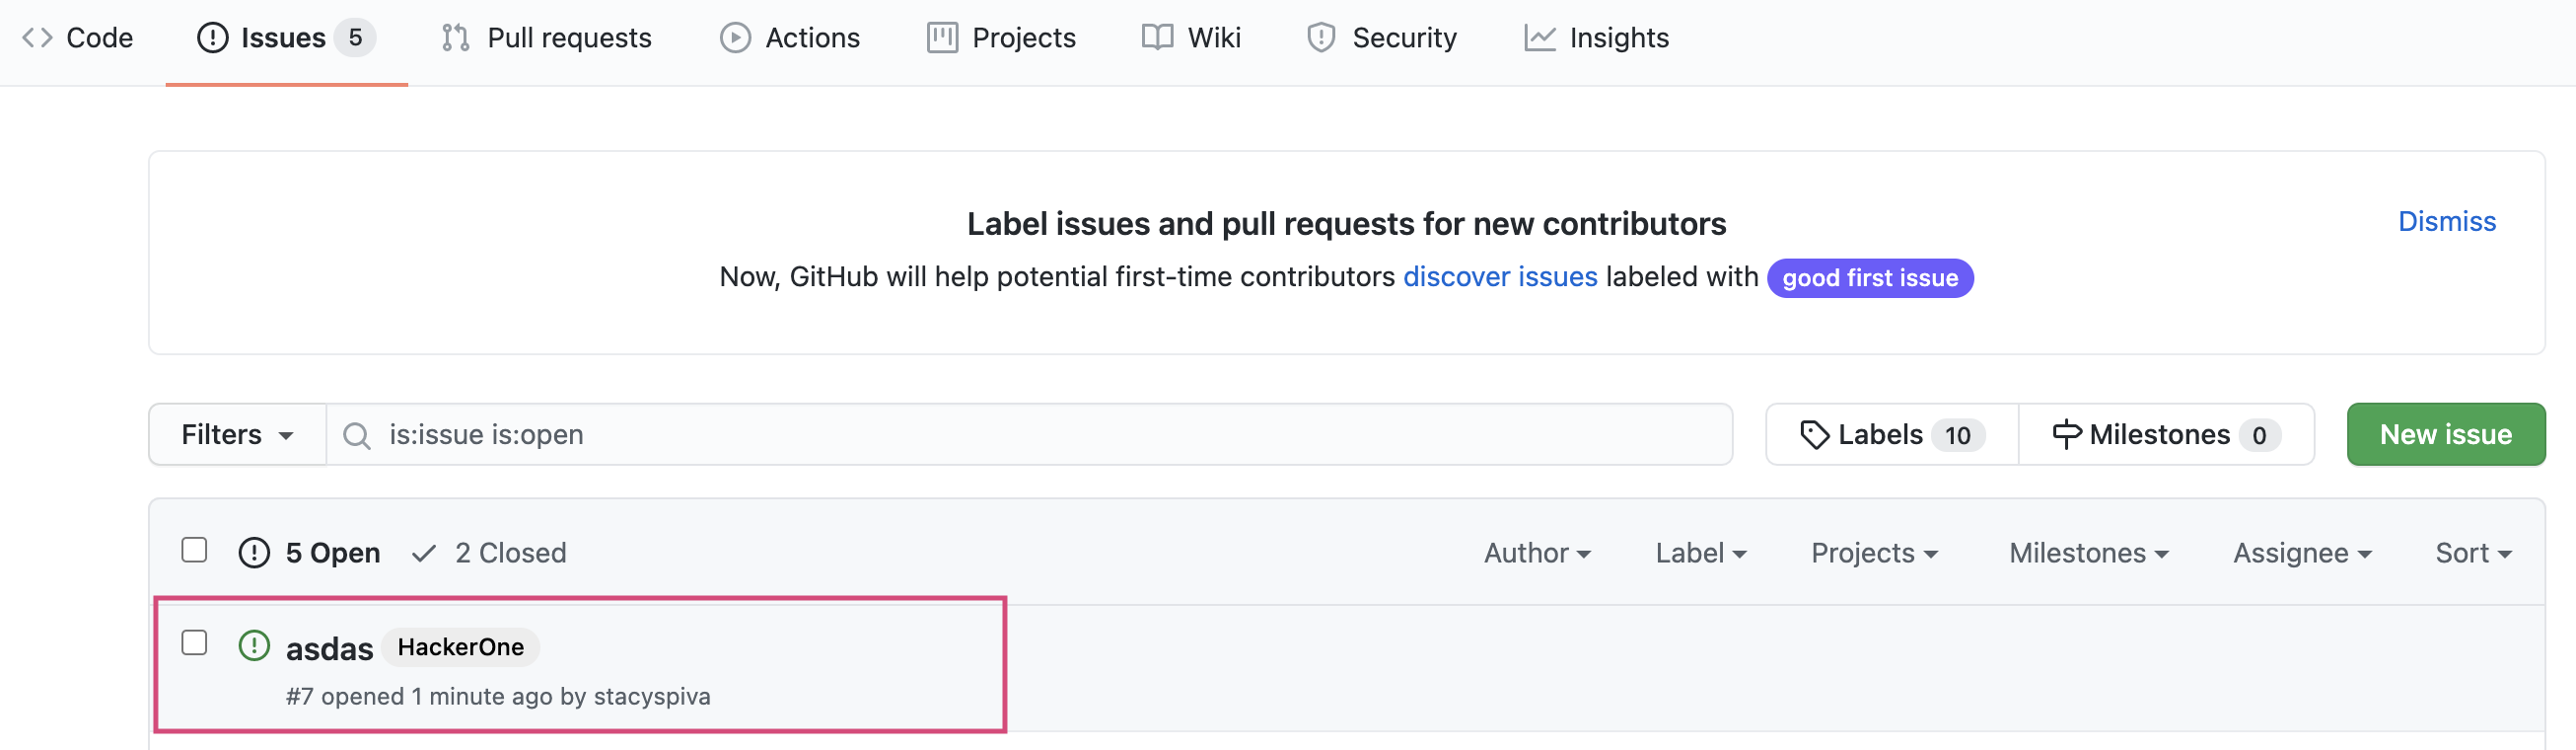 Code Issues 5 Pull requests Actions Projects Wiki Security Insights
Label issues and pull requests for new contributors
Dismiss
Now, GitHub will help potential first-time contributors discover issues labeled with good first issue
Filters is:issue is:open Labels 10 Milestones 0 New issue
5 Open 2 Closed Author Label Projects Milestones Assignee Sort
asdas HackerOne
#7 opened 1 minute ago by stacyspiva